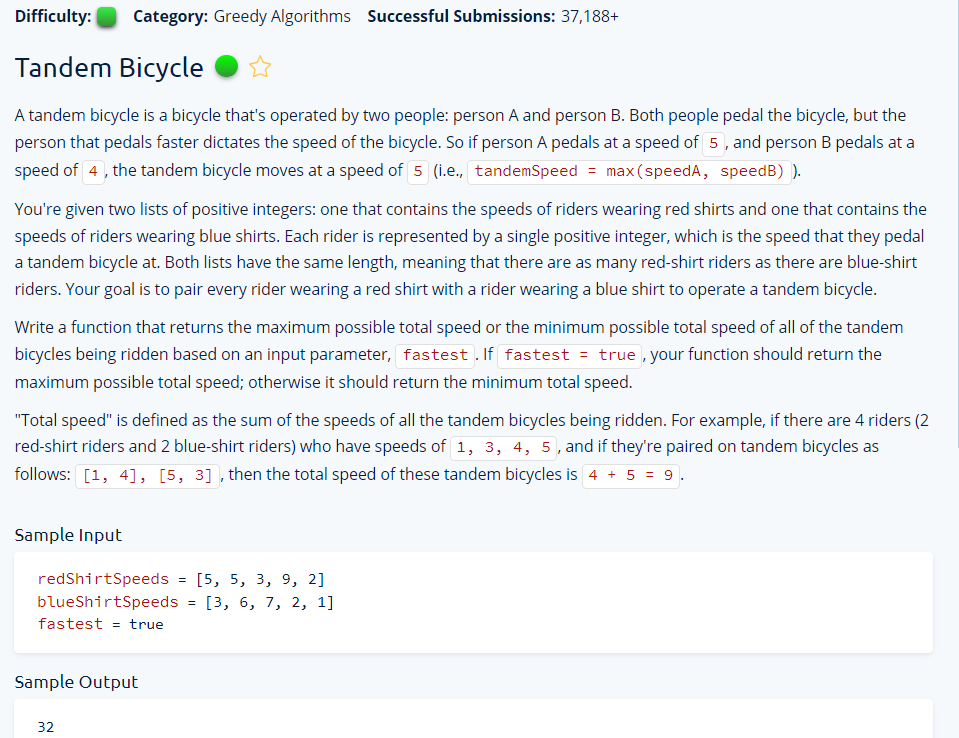 Difficulty: Category: Greedy Algorithms Successful Submissions: 37,188+
Tandem Bicycle
A tandem bicycle is a bicycle that's operated by two people: person A and person B. Both people pedal the bicycle, but the
person that pedals faster dictates the speed of the bicycle. So if person A pedals at a speed of 5, and person B pedals at a
speed of 4, the tandem bicycle moves at a speed of 5 (i.e., tandemSpeed = max(speedA, speedB)).
You're given two lists of positive integers: one that contains the speeds of riders wearing red shirts and one that contains the
speeds of riders wearing blue shirts. Each rider is represented by a single positive integer, which is the speed that they pedal
a tandem bicycle at. Both lists have the same length, meaning that there are as many red-shirt riders as there are blue-shirt
riders. Your goal is to pair every rider wearing a red shirt with a rider wearing a blue shirt to operate a tandem bicycle.
Write a function that returns the maximum possible total speed or the minimum possible total speed of all of the tandem
bicycles being ridden based on an input parameter, fastest. If fastest = true, your function should return the
maximum possible total speed; otherwise it should return the minimum total speed.
"Total speed" is defined as the sum of the speeds of all the tandem bicycles being ridden. For example, if there are 4 riders (2
red-shirt riders and 2 blue-shirt riders) who have speeds of 1, 3, 4, 5, and if they're paired on tandem bicycles as
follows: [1, 4], [5, 3], then the total speed of these tandem bicycles is 4 + 5 = 9.
Sample Input
redShirtSpeeds = [5, 5, 3, 9, 2]
blueShirtSpeeds = [3, 6, 7, 2, 1]
fastest = true
Sample Output
32